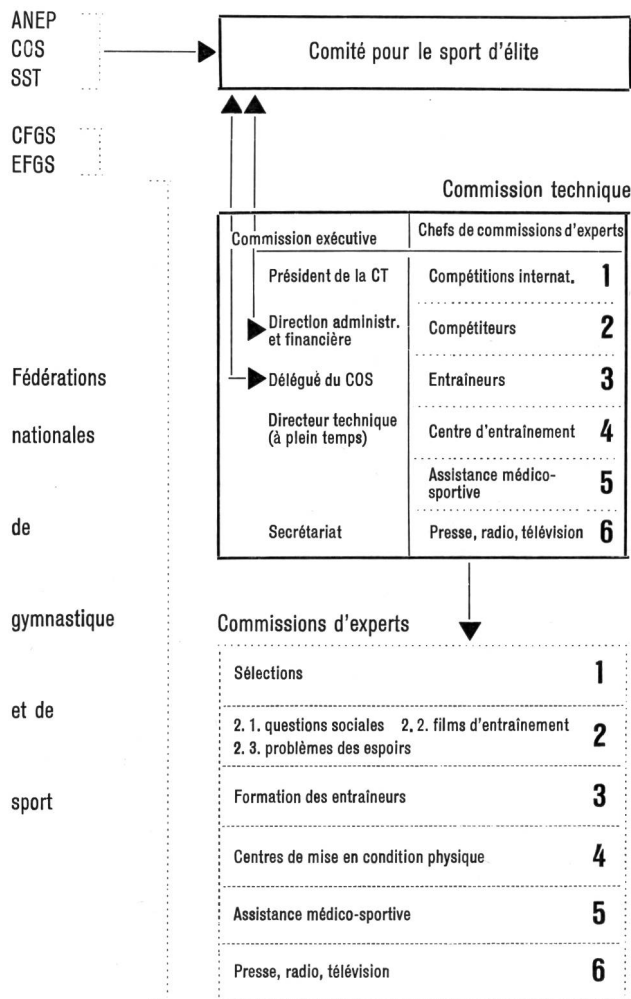 ANEP
COS
SST
Comité pour le sport d'élite
CFGS
EFGS
Commission technique
Commission exécutive
Chefs de commissions d'experts
Président de la CT
Compétitions internat. 1
Direction administr.
et financière
Compétiteurs 2
Délégué du COS
Entraîneurs 3
Directeur technique
(à plein temps)
Centre d'entraînement 4
Assistance médico-
sportive 5
Secrétariat
Presse, radio, télévision 6
Fédérations
nationales
de
gymnastique
et de
sport
Commissions d'experts
Sélections 1
2. 1. questions sociales 2. 2. films d'entraînement
2. 3. problèmes des espoirs 2
Formation des entraîneurs 3
Centres de mise en condition physique 4
Assistance médico-sportive 5
Presse, radio, télévision 6